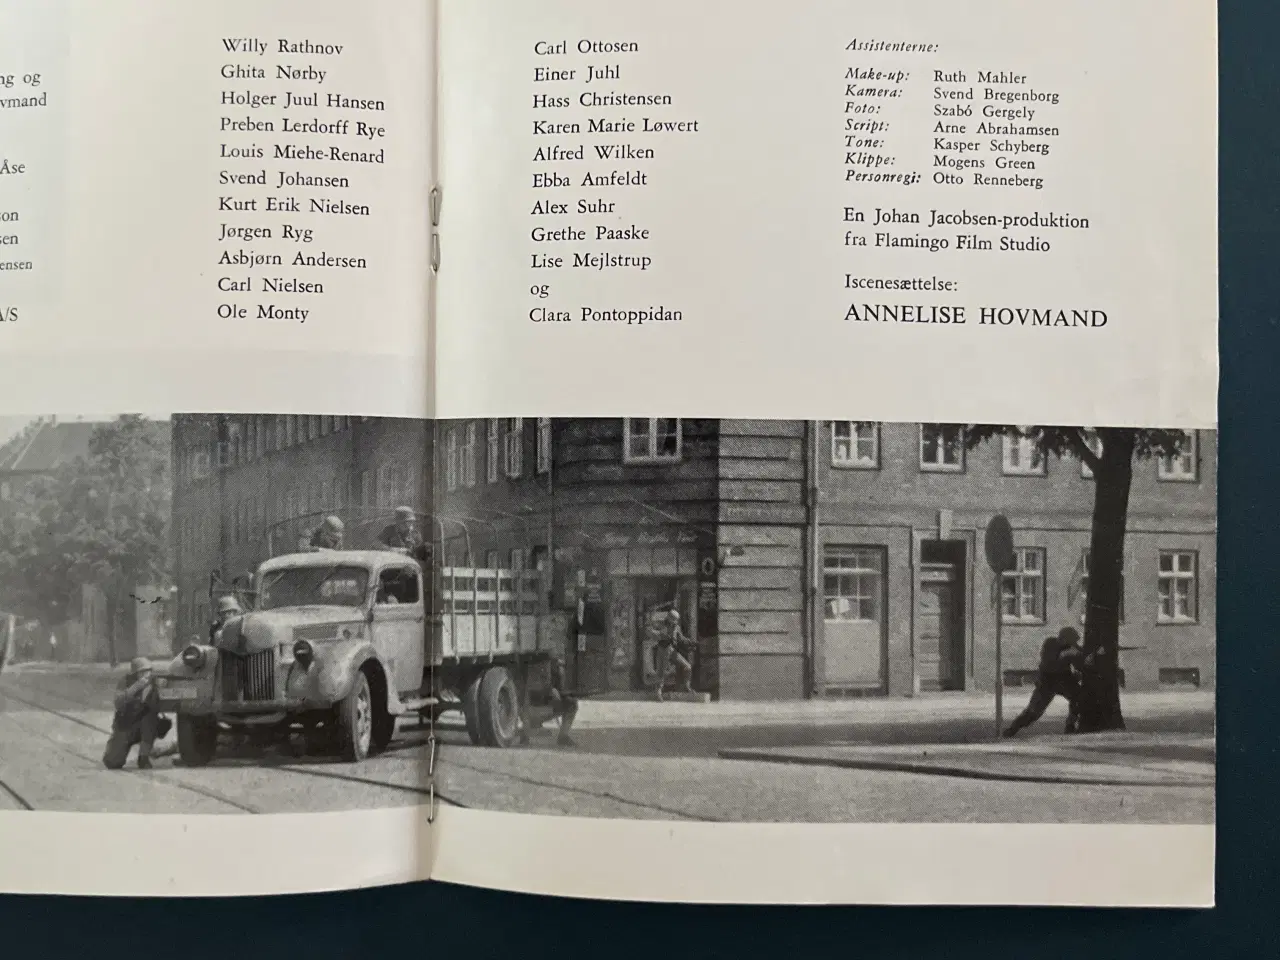 ng og
vmand
Åse
son
sen
ensen
A/S
Willy Rathnov
Ghita Nørby
Holger Juul Hansen
Preben Lerdorff Rye
Louis Miehe-Renard
Svend Johansen
Kurt Erik Nielsen
Jørgen Ryg
Asbjørn Andersen
Carl Nielsen
Ole Monty
Carl Ottosen
Einer Juhl
Hass Christensen
Karen Marie Løwert
Alfred Wilken
Ebba Amfeldt
Alex Suhr
Grethe Paaske
Lise Mejlstrup
og
Clara Pontoppidan
Assistenterne:
Make-up: Ruth Mahler
Kamera: Svend Bregenborg
Foto: Szabó Gergely
Script: Arne Abrahamsen
Tone: Kasper Schyberg
Klippe: Mogens Green
Personregi: Otto Renneberg
En Johan Jacobsen-produktion
fra Flamingo Film Studio
Iscenesættelse:
ANNELISE HOVMAND